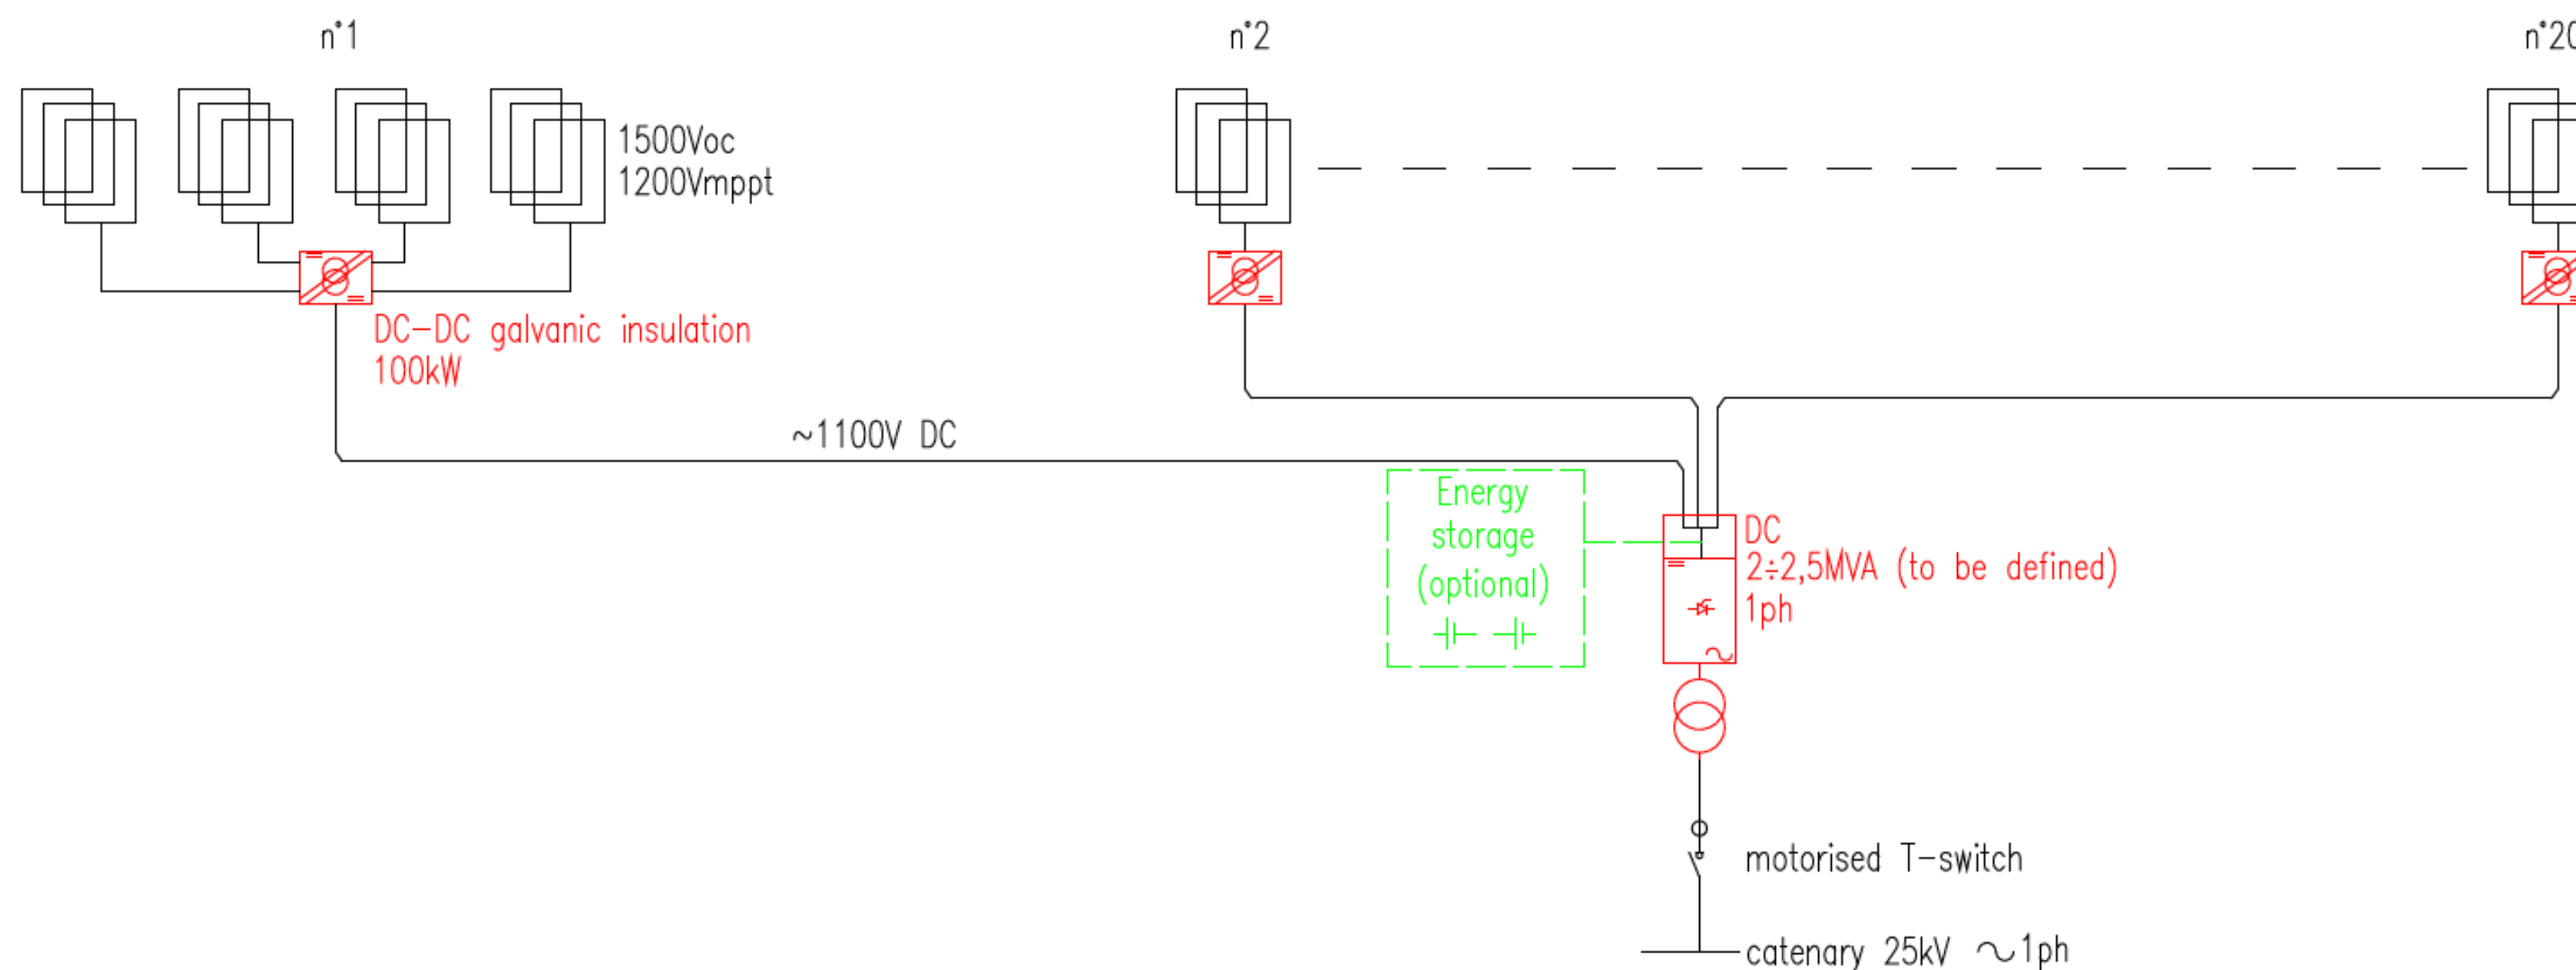 n°1
n°2
n°20
1500Voc
1200Vmppt
DC-DC galvanic insulation
100kW
~1100V DC
Energy
storage
(optional)
DC
2÷2,5MVA (to be defined)
1ph
motorised T-switch
catenary 25kV ~1ph